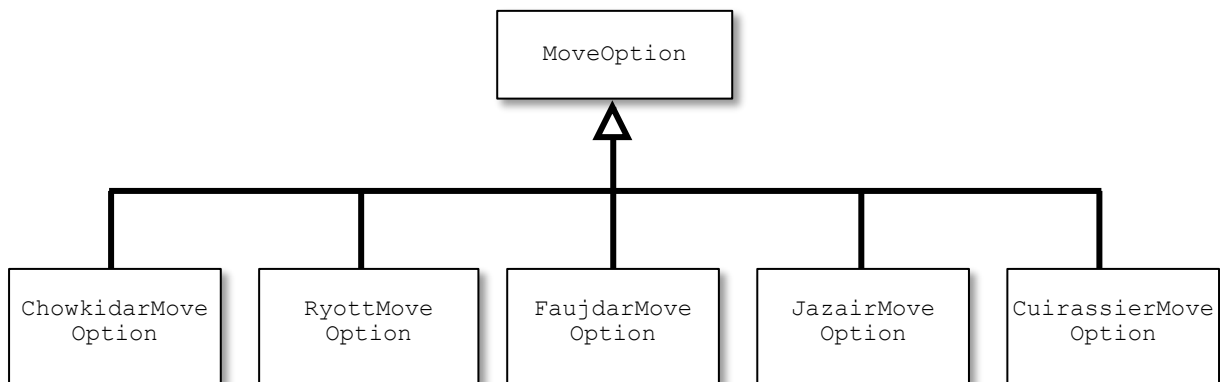 MoveOption
ChowkidarMove
Option
RyottMove
Option
FaujdarMove
Option
JazairMove
Option
CuirassierMove
Option